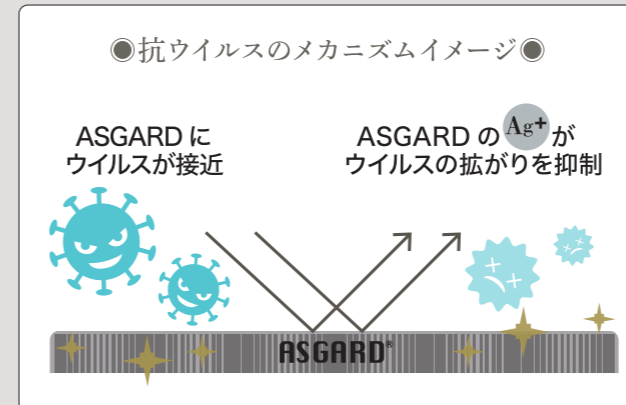 ◉抗ウイルスのメカニズムイメージ◉
ASGARD に
ウイルスが接近
ASGARD の Ag+ が
ウイルスの拡がりを抑制
ASGARD®